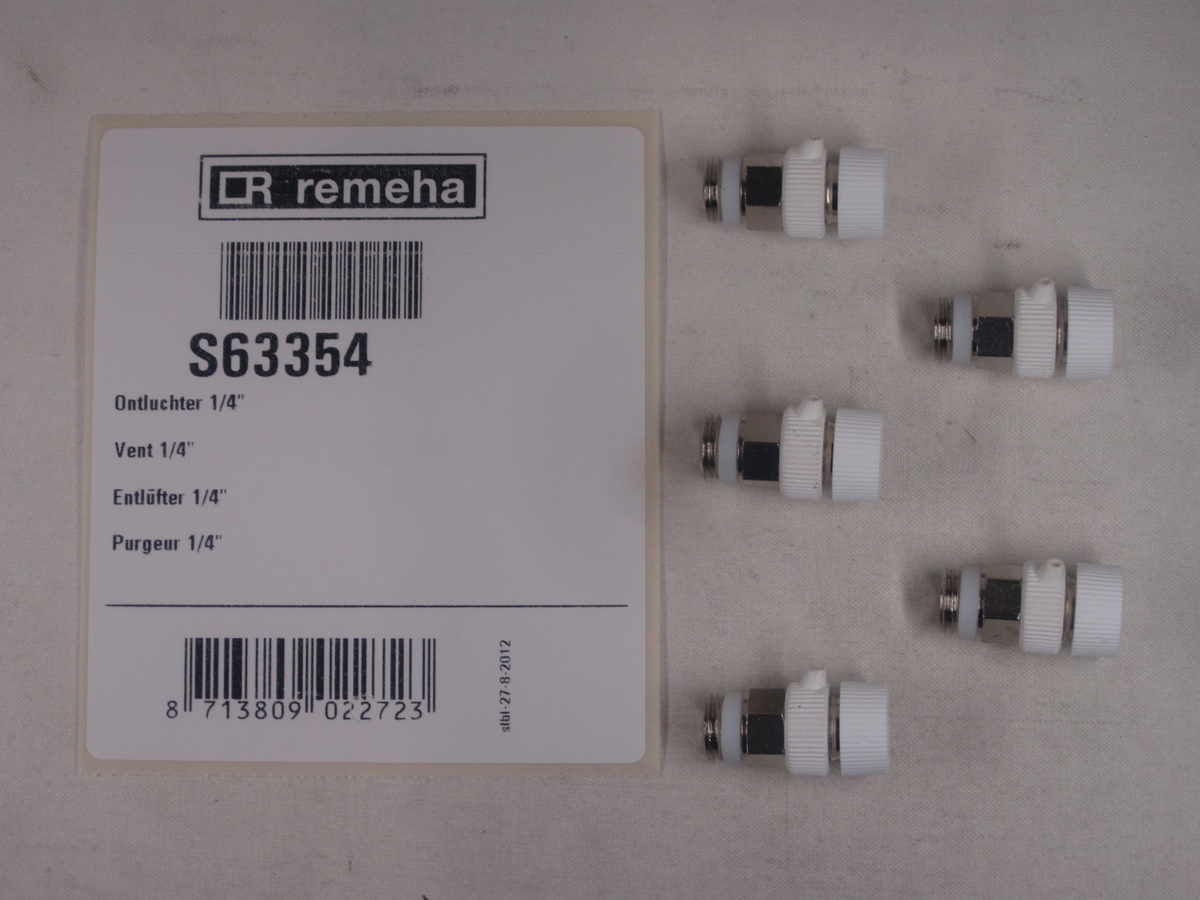 remeha
S63354
Ontluchter 1/4"
Vent 1/4"
Entlüfter 1/4"
Purgeur 1/4"
8 713809 022723
slbl-27-8-2012